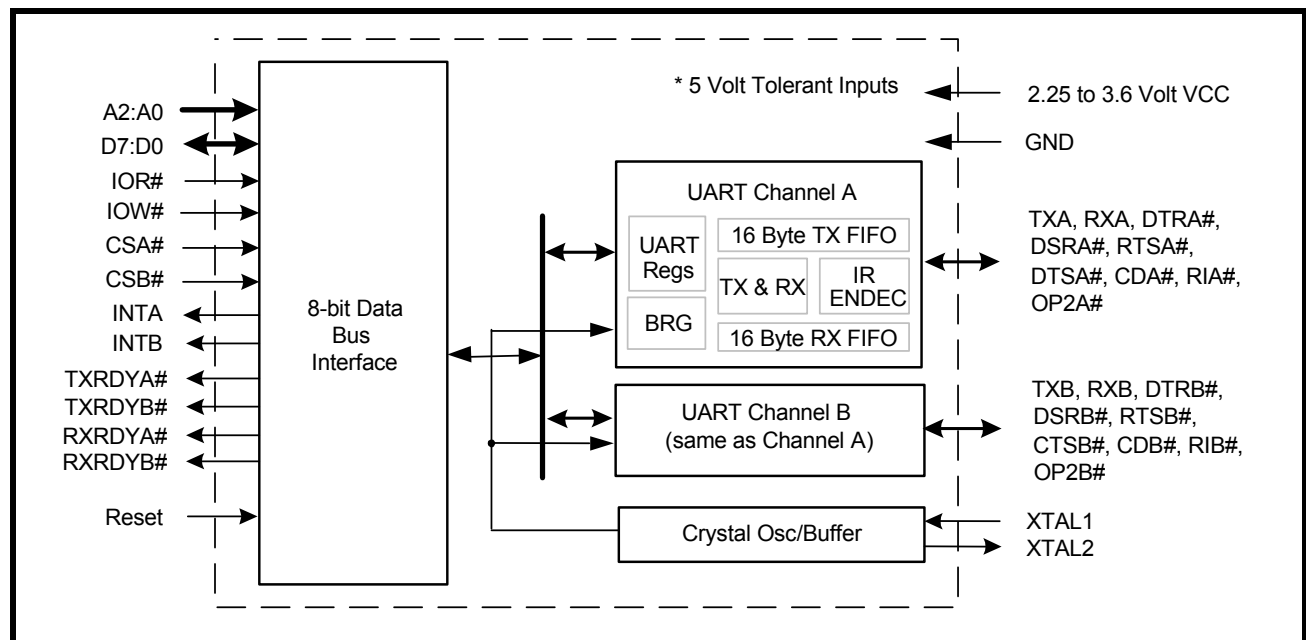 A2:A0
D7:D0
IOR#
IOW#
CSA#
CSB#
INTA
INTB
TXRDYA#
TXRDYB#
RXRDYA#
RXRDYB#
Reset
8-bit Data
Bus
Interface
* 5 Volt Tolerant Inputs
2.25 to 3.6 Volt VCC
GND
UART Channel A
UART
Regs
BRG
16 Byte TX FIFO
TX & RX
IR
ENDEC
16 Byte RX FIFO
TXA, RXA, DTRA#,
DSRA#, RTSA#,
DTSA#, CDA#, RIA#,
OP2A#
UART Channel B
(same as Channel A)
TXB, RXB, DTRB#,
DSRB#, RTSB#,
CTSB#, CDB#, RIB#,
OP2B#
Crystal Osc/Buffer
XTAL1
XTAL2